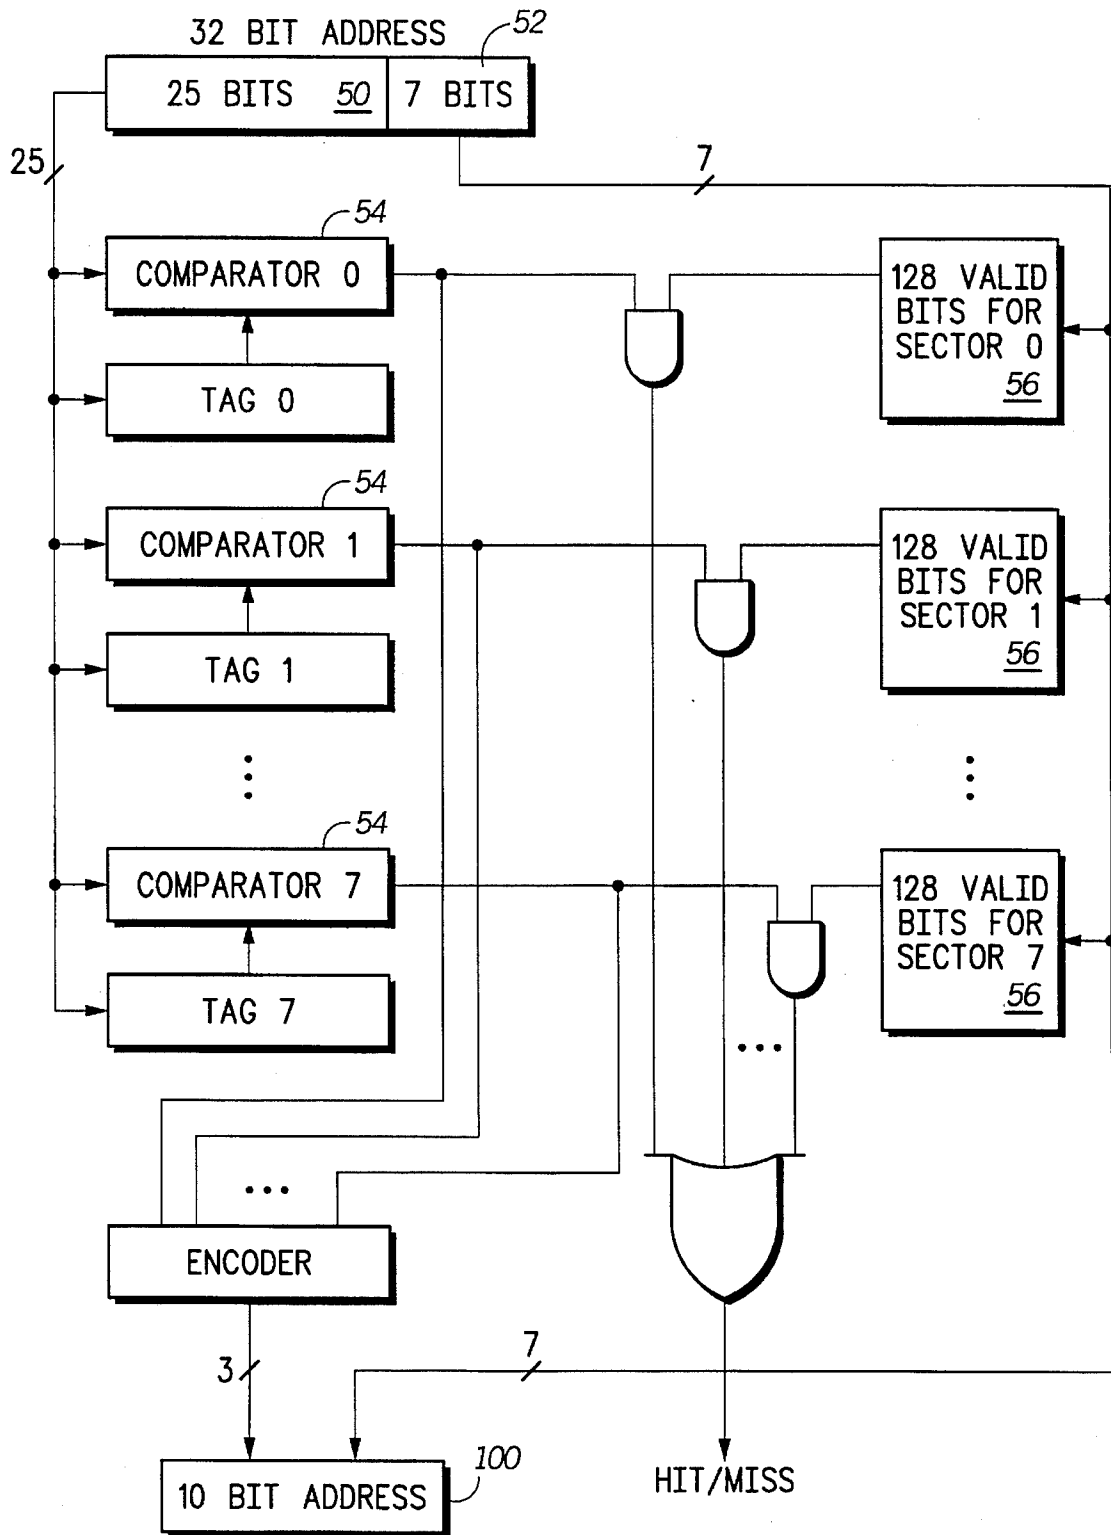 32 BIT ADDRESS
52
25 BITS 50
7 BITS
25
7
54
COMPARATOR 0
TAG 0
128 VALID
BITS FOR
SECTOR 0
56
54
COMPARATOR 1
TAG 1
128 VALID
BITS FOR
SECTOR 1
56
54
COMPARATOR 7
TAG 7
128 VALID
BITS FOR
SECTOR 7
56
ENCODER
3
7
10 BIT ADDRESS
100
HIT/MISS